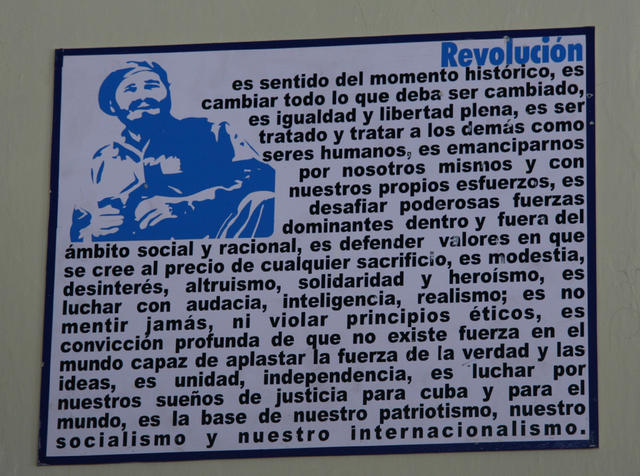 Revolución
es sentido del momento histórico, es
cambiar todo lo que deba ser cambiado,
es igualdad y libertad plena, es ser
tratado y tratar a los demás como
seres humanos, es emanciparnos
por nosotros mismos y con
nuestros propios esfuerzos, es
desafiar poderosas fuerzas
dominantes dentro y fuera del
ámbito social y racional, es defender valores en que
se cree al precio de cualquier sacrificio, es modestia,
desinterés, altruismo, solidaridad y heroísmo, es
luchar con audacia, inteligencia, realismo; es no
mentir jamás, ni violar principios éticos, es
convicción profunda de que no existe fuerza en el
mundo capaz de aplastar la fuerza de la verdad y las
ideas, es unidad, independencia, es luchar por
nuestros sueños de justicia para cuba y para el
mundo, es la base de nuestro patriotismo, nuestro
socialismo y nuestro internacionalismo.